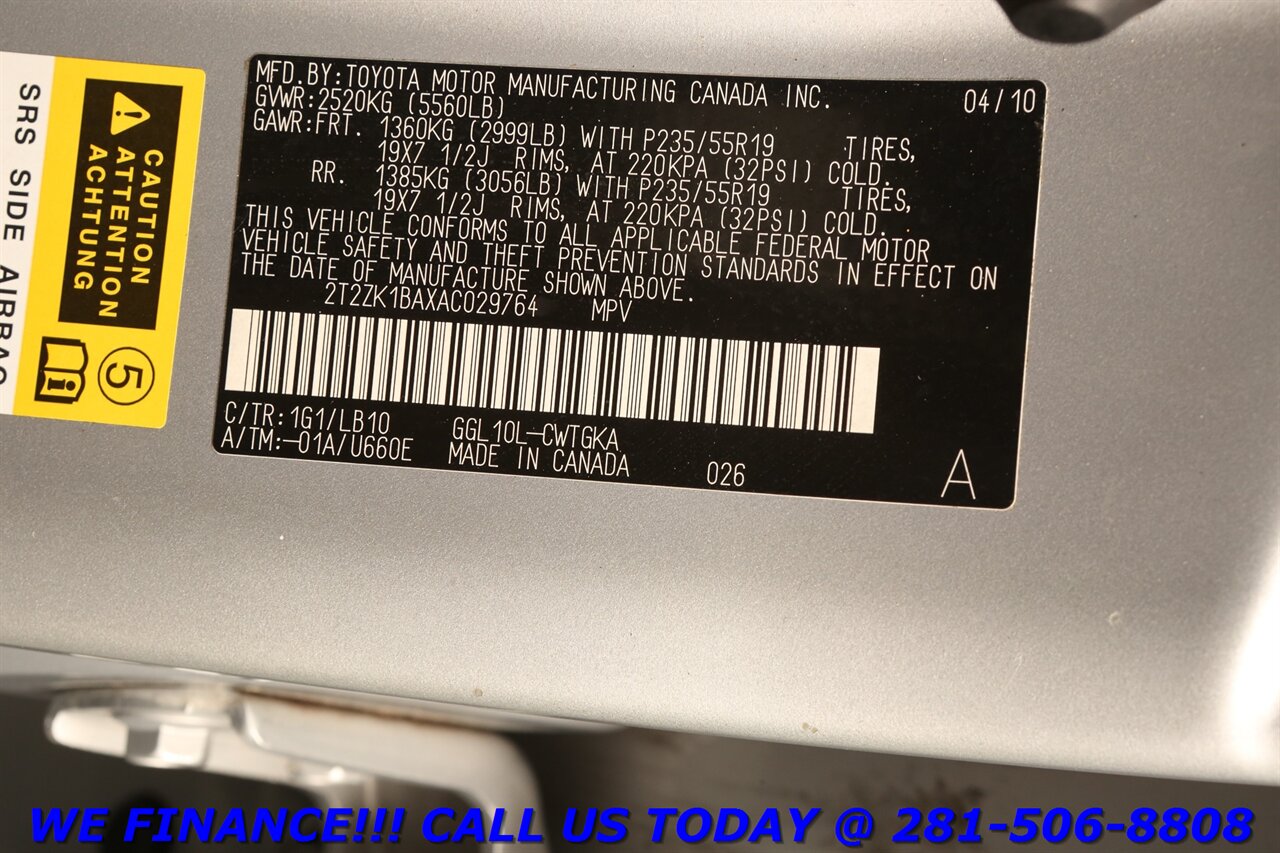 SRS SIDE AIRBAG
CAUTION
ATTENTION
ACHTUNG
5
MFD.BY:TOYOTA MOTOR MANUFACTURING CANADA INC. 04/10
GVWR:2520KG (5560LB)
GAWR:FRT. 1360KG (2999LB) WITH P235/55R19 TIRES,
19X7 1/2J RIMS, AT 220KPA (32PSI) COLD.
RR. 1385KG (3056LB) WITH P235/55R19 TIRES,
19X7 1/2J RIMS, AT 220KPA (32PSI) COLD.
THIS VEHICLE CONFORMS TO ALL APPLICABLE FEDERAL MOTOR
VEHICLE SAFETY AND THEFT PREVENTION STANDARDS IN EFFECT ON
THE DATE OF MANUFACTURE SHOWN ABOVE.
2T2ZK1BAXAC029764 MPV
C/TR:1G1/LB10 GGL10L-CWTGKA
A/TM:-01A/U660E MADE IN CANADA 026 A
WE FINANCE!!! CALL US TODAY @ 281-506-8808